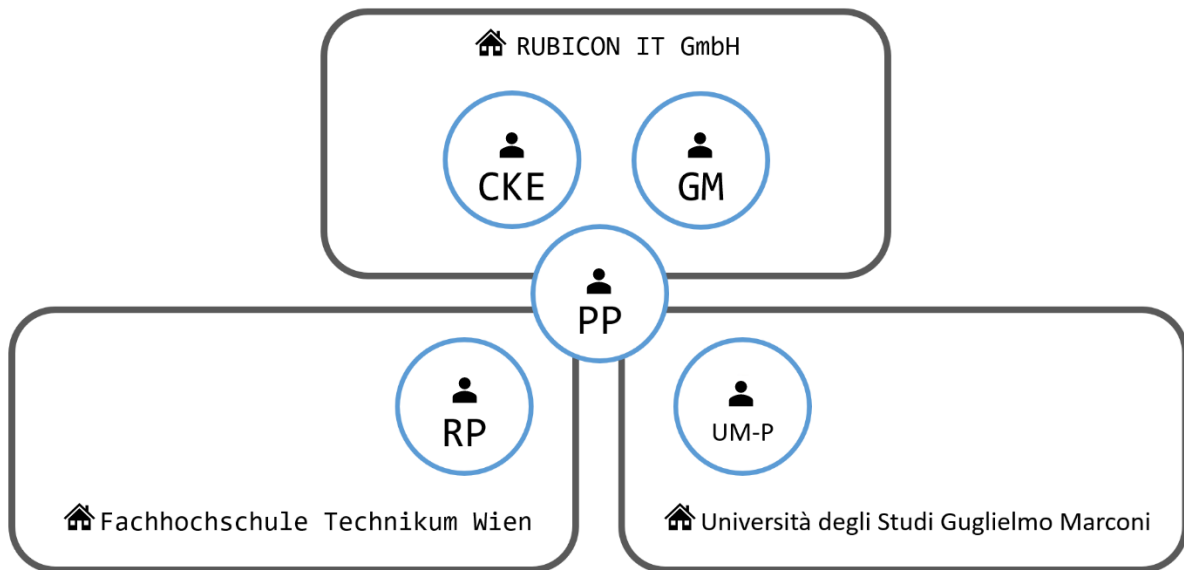 RUBICON IT GmbH
CKE
GM
PP
RP
UM-P
Fachhochschule Technikum Wien
Università degli Studi Guglielmo Marconi